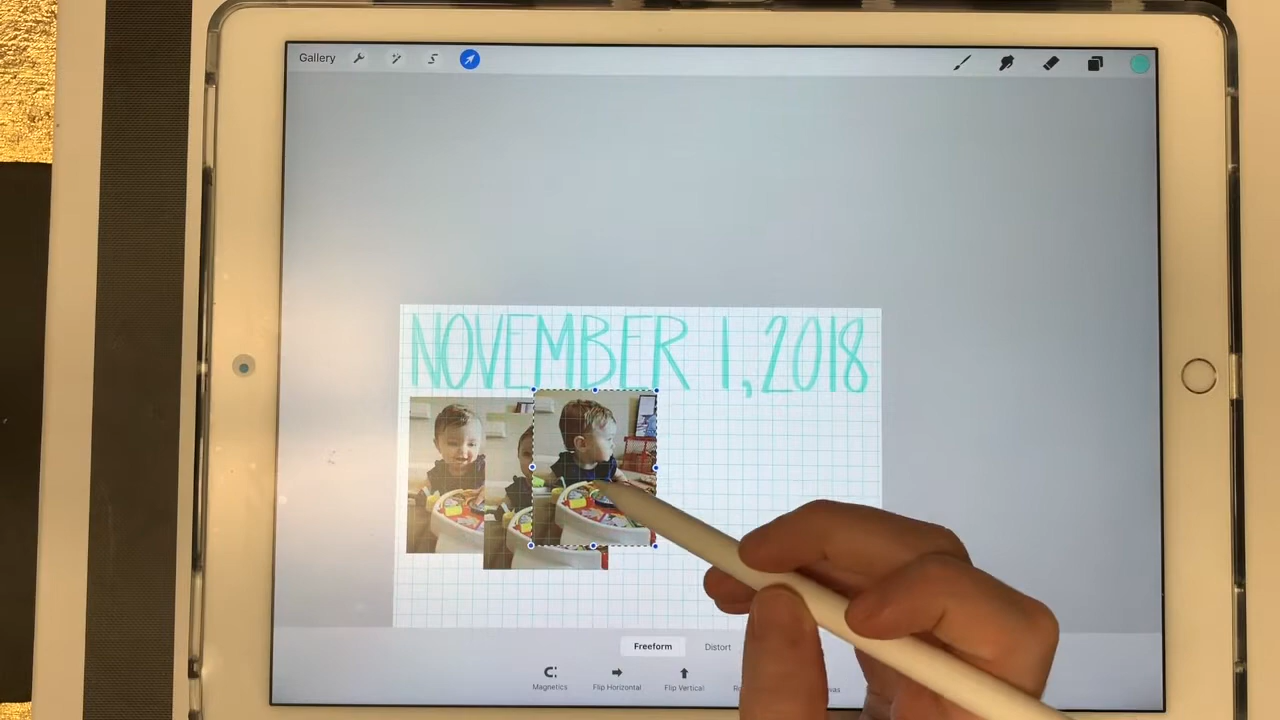 Gallery
NOVEMBER 1, 2018
Freeform Distort
Magnetics Flip Horizontal Flip Vertical